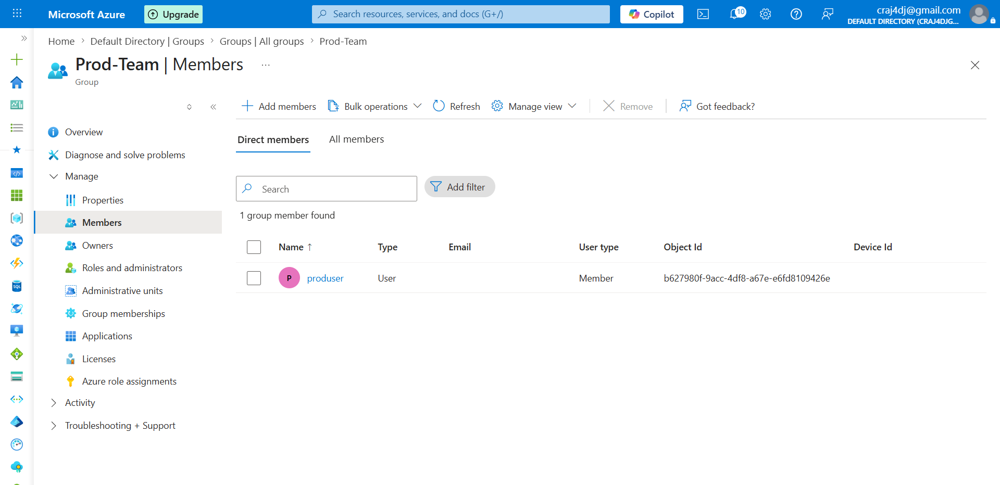 Microsoft Azure
Upgrade
Search resources, services, and docs (G+/)
Copilot
10
craj4dj@gmail.com
DEFAULT DIRECTORY (CRAJ4DJG...
Home > Default Directory | Groups > Groups | All groups > Prod-Team
Prod-Team | Members ...
Group
Add members
Bulk operations
Refresh
Manage view
Remove
Got feedback?
Overview
Diagnose and solve problems
Manage
Properties
Members
Owners
Roles and administrators
Administrative units
Group memberships
Applications
Licenses
Azure role assignments
Activity
Troubleshooting + Support
Direct members
All members
Search
Add filter
1 group member found
Name ↑ Type Email User type Object Id Device Id
P produser User Member b627980f-9acc-4df8-a67e-e6fd8109426e
SQL